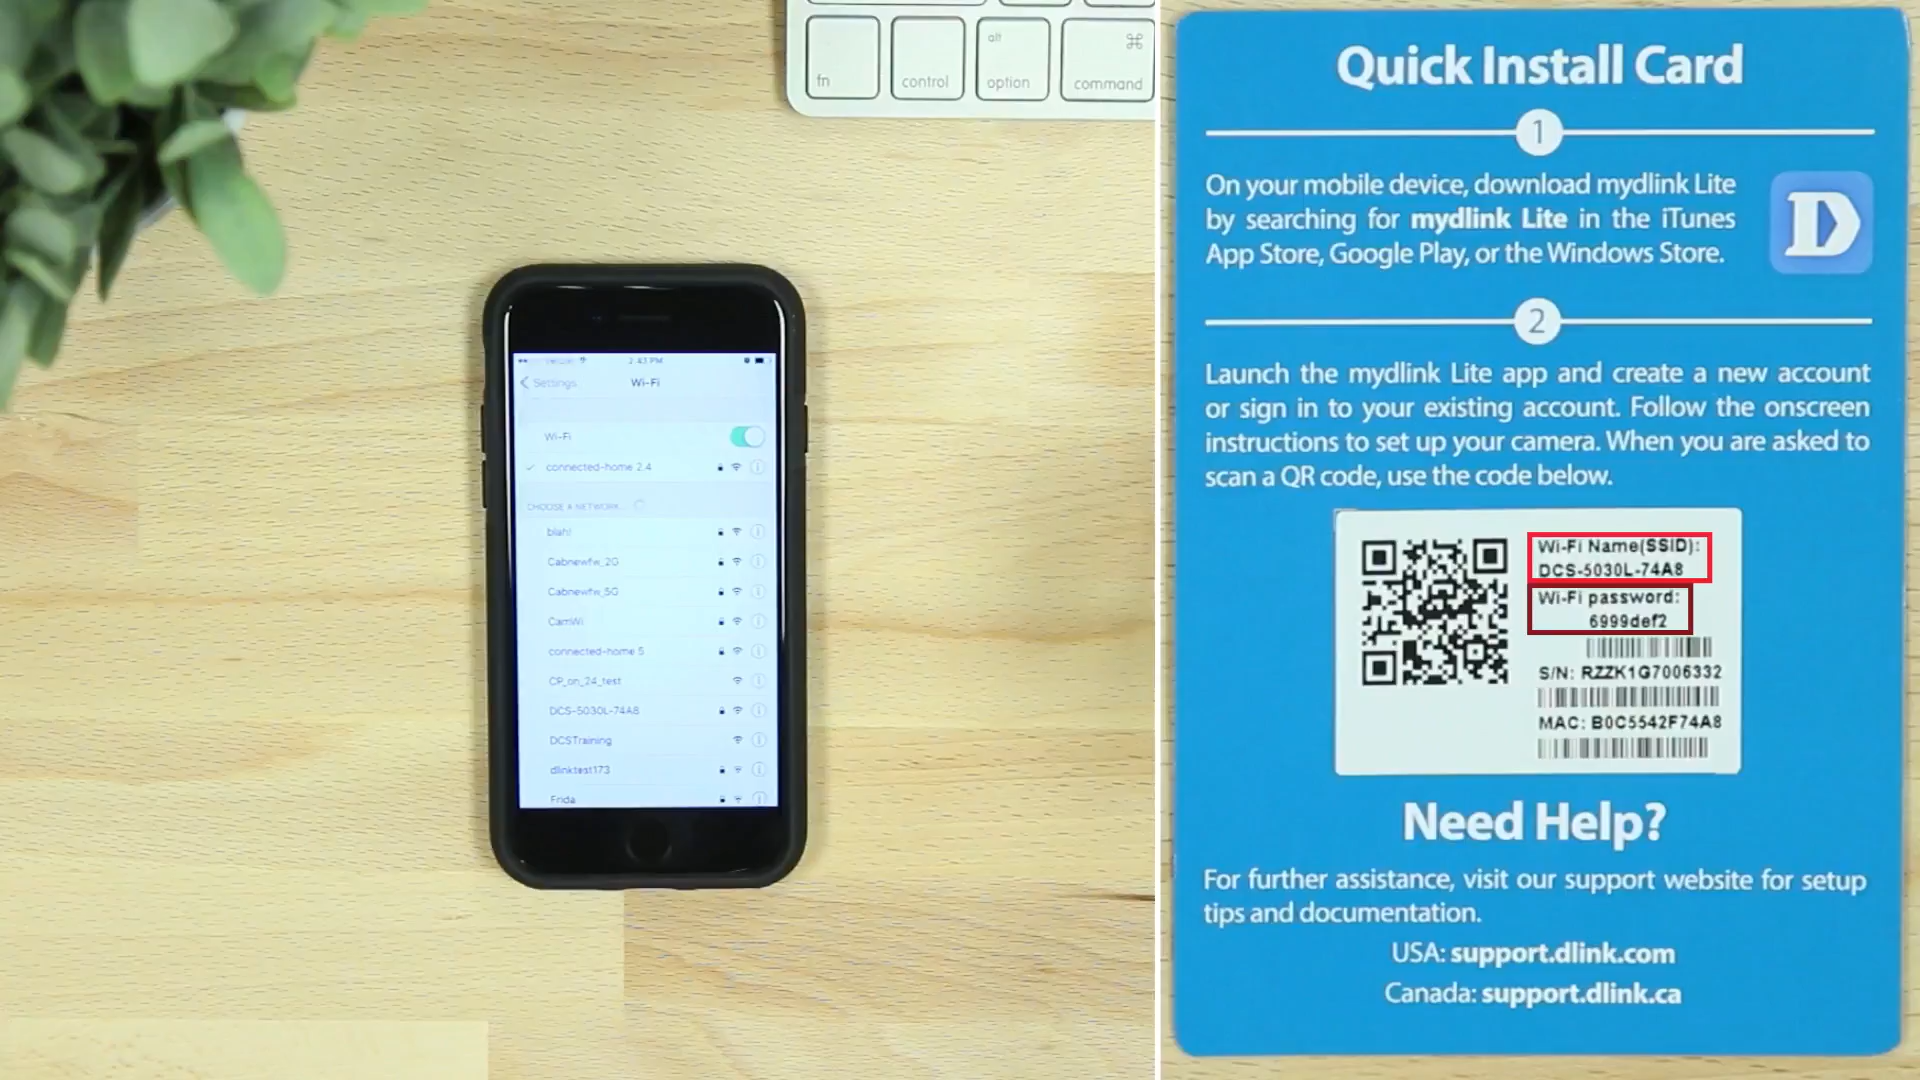 fn
control
alt
option
⌘
command
2:43 PM
Settings
Wi-Fi
Wi-Fi
connected-home 2.4
CHOOSE A NETWORK...
blah!
Cabnewfw_2G
Cabnewfw_5G
CamWi
connected-home 5
CP_on_24_test
DCS-5030L-74A8
DCSTraining
dlinktest173
Frida
Quick Install Card
1
On your mobile device, download mydlink Lite
by searching for mydlink Lite in the iTunes
App Store, Google Play, or the Windows Store.
D
2
Launch the mydlink Lite app and create a new account
or sign in to your existing account. Follow the onscreen
instructions to set up your camera. When you are asked to
scan a QR code, use the code below.
Wi-Fi Name(SSID):
DCS-5030L-74A8
Wi-Fi password:
6999def2
S/N: RZZK1G7006332
MAC: B0C5542F74A8
Need Help?
For further assistance, visit our support website for setup
tips and documentation.
USA: support.dlink.com
Canada: support.dlink.ca